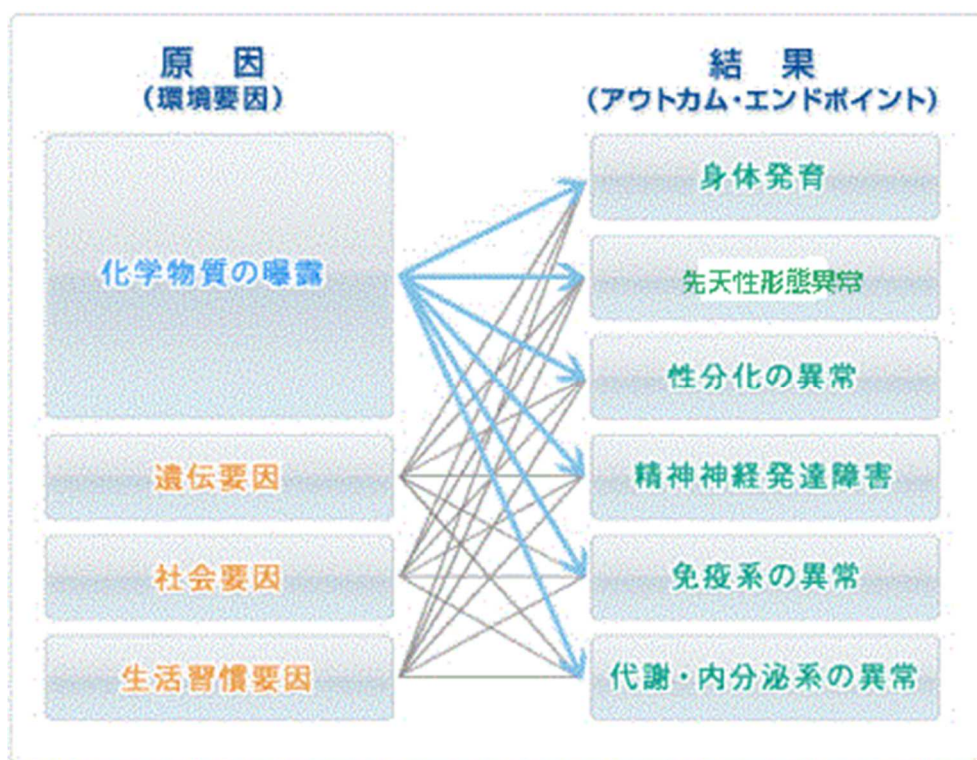 原 因
(環境要因)
化学物質の曝露
遺伝要因
社会要因
生活習慣要因
結 果
(アウトカム・エンドポイント)
身体発育
先天性形態異常
性分化の異常
精神神経発達障害
免疫系の異常
代謝・内分泌系の異常